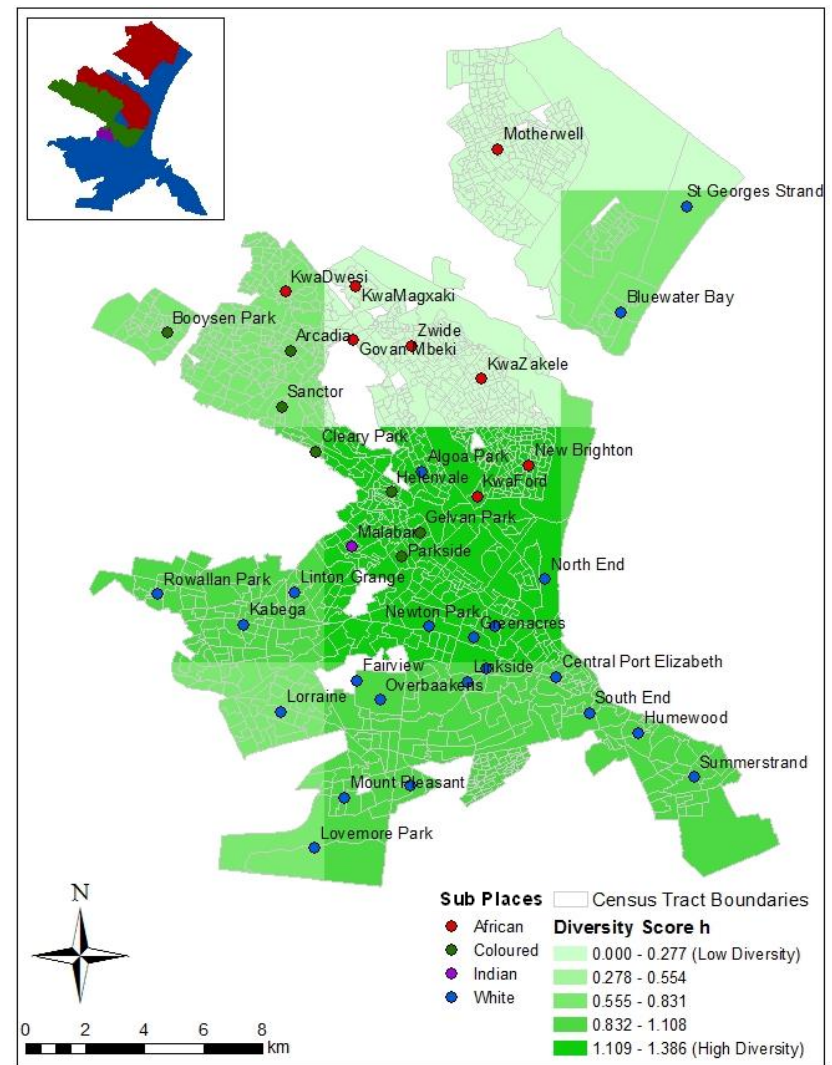 Motherwell
St Georges Strand
KwaDwesi
KwaMagxaki
Bluewater Bay
Booysen Park
Zwide
Arcadia
Govan Mbeki
KwaZakele
Sanctor
Cleary Park
Algoa Park
New Brighton
Helenvale
KwaFord
Gelvan Park
Malabar
Parkside
North End
Rowallan Park
Linton Grange
Kabega
Newton Park
Greenacres
Fairview
Linkside
Central Port Elizabeth
Overbaakens
Lorraine
South End
Humewood
Summerstrand
Mount Pleasant
Lovemore Park
N
Sub Places
African
Coloured
Indian
White
Census Tract Boundaries
Diversity Score h
0.000 - 0.277 (Low Diversity)
0.278 - 0.554
0.555 - 0.831
0.832 - 1.108
1.109 - 1.386 (High Diversity)
0 2 4 6 8
km